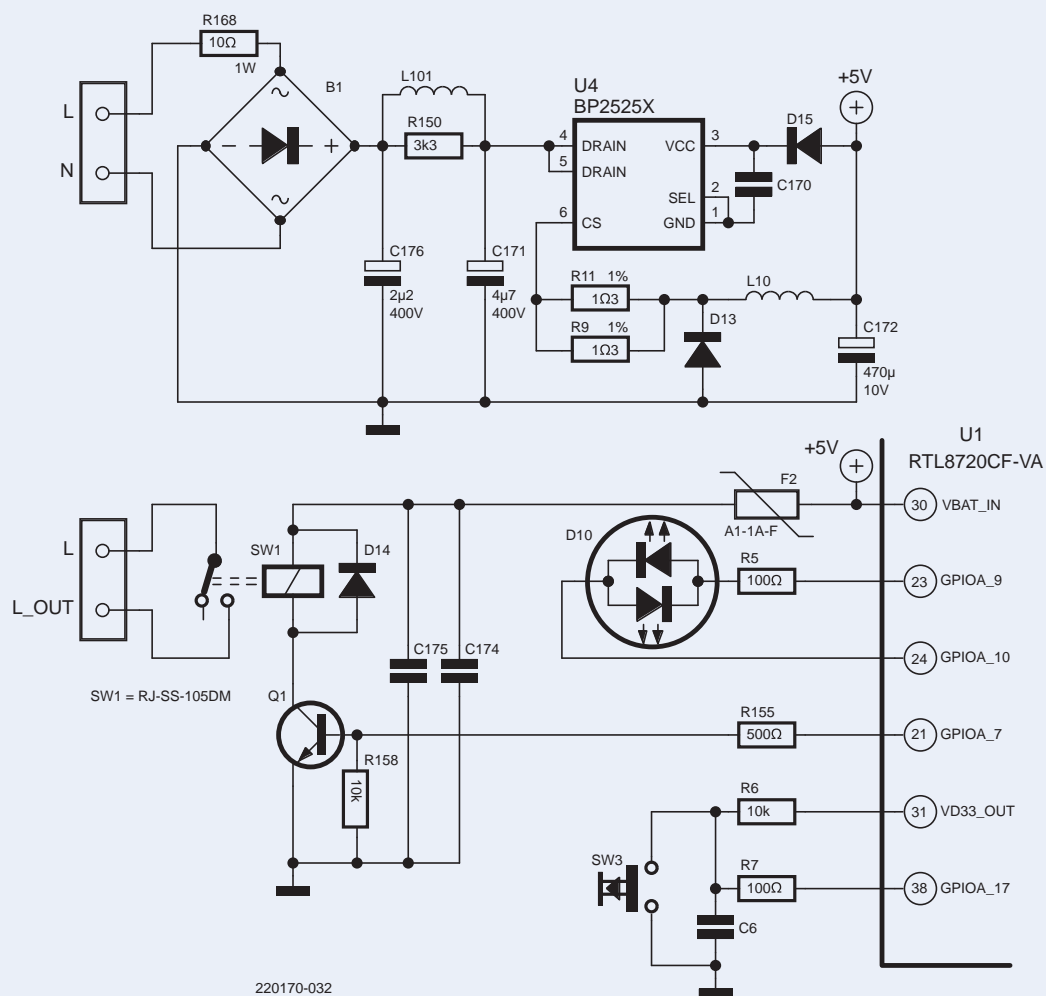 R168
10Ω
1W
L
N
B1
L101
R150
3k3
C176
2µ2
400V
C171
4µ7
400V
U4
BP2525X
4
DRAIN
5
DRAIN
6
CS
VCC
3
SEL
2
GND
1
D15
+5V
C170
R11 1%
1Ω3
R9 1%
1Ω3
D13
L10
C172
470µ
10V
L
L_OUT
SW1
D14
SW1 = RJ-SS-105DM
Q1
R158
10k
C175
C174
D10
F2
A1-1A-F
+5V
U1
RTL8720CF-VA
30
VBAT_IN
R5
100Ω
23
GPIOA_9
24
GPIOA_10
R155
500Ω
21
GPIOA_7
R6
10k
31
VD33_OUT
SW3
R7
100Ω
38
GPIOA_17
C6
220170-032